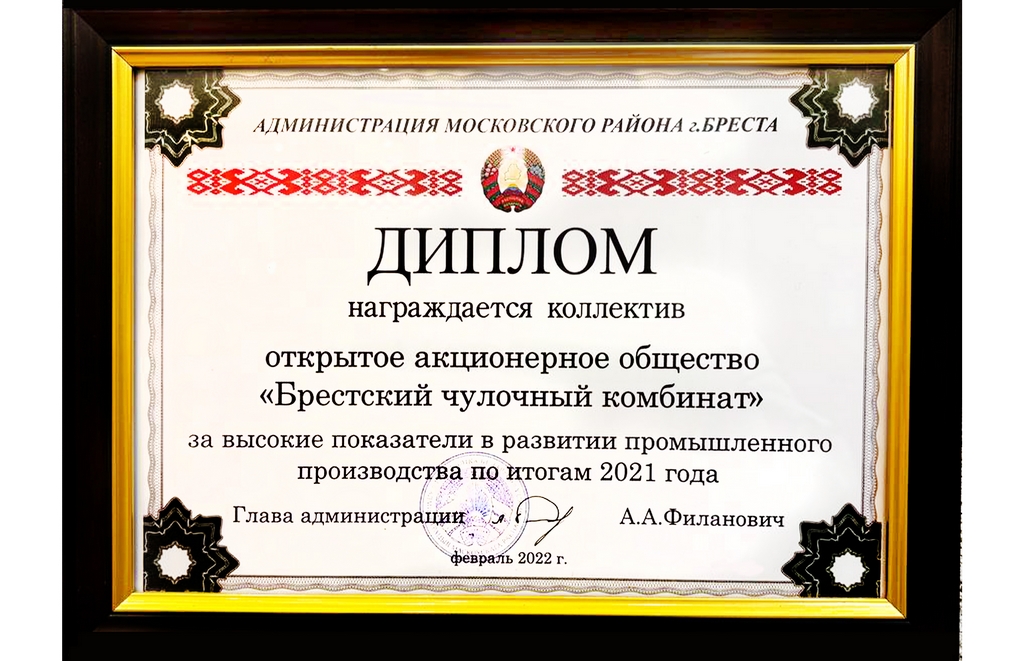 АДМИНИСТРАЦИЯ МОСКОВСКОГО РАЙОНА г.БРЕСТА
ДИПЛОМ
награждается коллектив
открытое акционерное общество
«Брестский чулочный комбинат»
за высокие показатели в развитии промышленного
производства по итогам 2021 года
Глава администрации А.А.Филанович
февраль 2022 г.